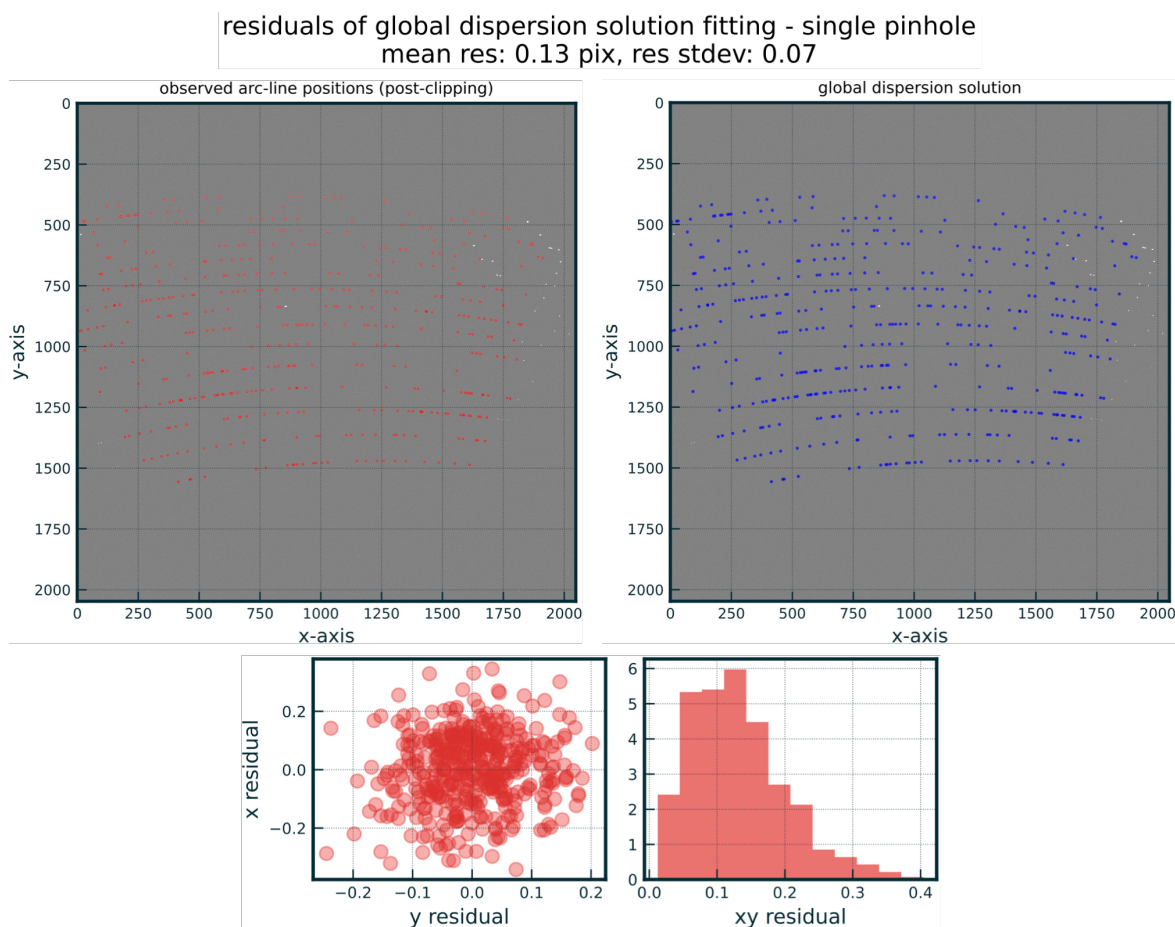 residuals of global dispersion solution fitting - single pinhole
mean res: 0.13 pix, res stdev: 0.07
observed arc-line positions (post-clipping)
0
250
500
750
1000
1250
1500
1750
2000
y-axis
0 250 500 750 1000 1250 1500 1750 2000
x-axis
global dispersion solution
0
250
500
750
1000
1250
1500
1750
2000
y-axis
0 250 500 750 1000 1250 1500 1750 2000
x-axis
0.2
0.0
−0.2
x residual
−0.2 −0.1 0.0 0.1 0.2
y residual
6
5
4
3
2
1
0
0.0 0.1 0.2 0.3 0.4
xy residual